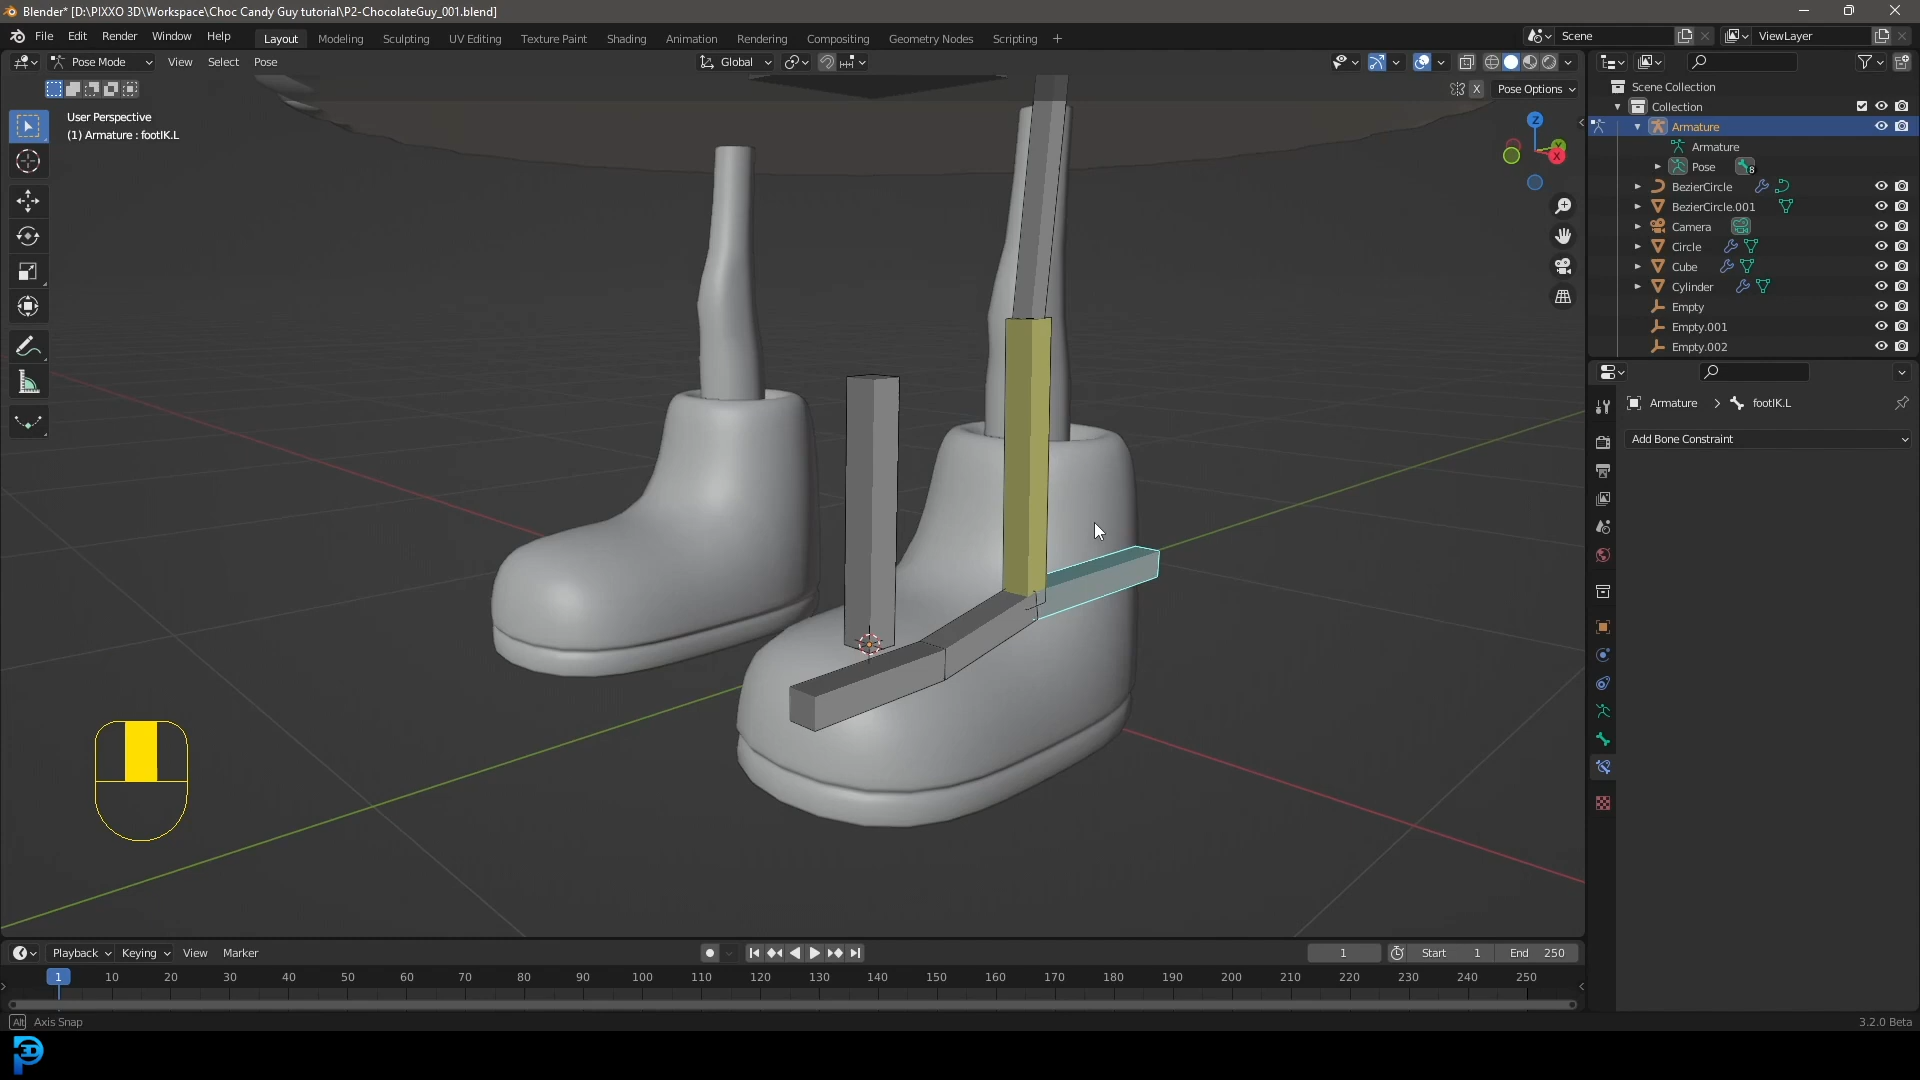 Blender* [D:\PIXXO 3D\Workspace\Choc Candy Guy tutorial\P2-ChocolateGuy_001.blend]
File Edit Render Window Help Layout Modeling Sculpting UV Editing Texture Paint Shading Animation Rendering Compositing Geometry Nodes Scripting + Scene ViewLayer
Pose Mode View Select Pose Global
X Pose Options
User Perspective
(1) Armature : footIK.L
Z
Y
X
Scene Collection
Collection
Armature
Armature
Pose 8
BezierCircle
BezierCircle.001
Camera
Circle
Cube
Cylinder
Empty
Empty.001
Empty.002
Armature > footIK.L
Add Bone Constraint
Playback Keying View Marker 1 Start 1 End 250
1 10 20 30 40 50 60 70 80 90 100 110 120 130 140 150 160 170 180 190 200 210 220 230 240 250
Alt Axis Snap 3.2.0 Beta
3D